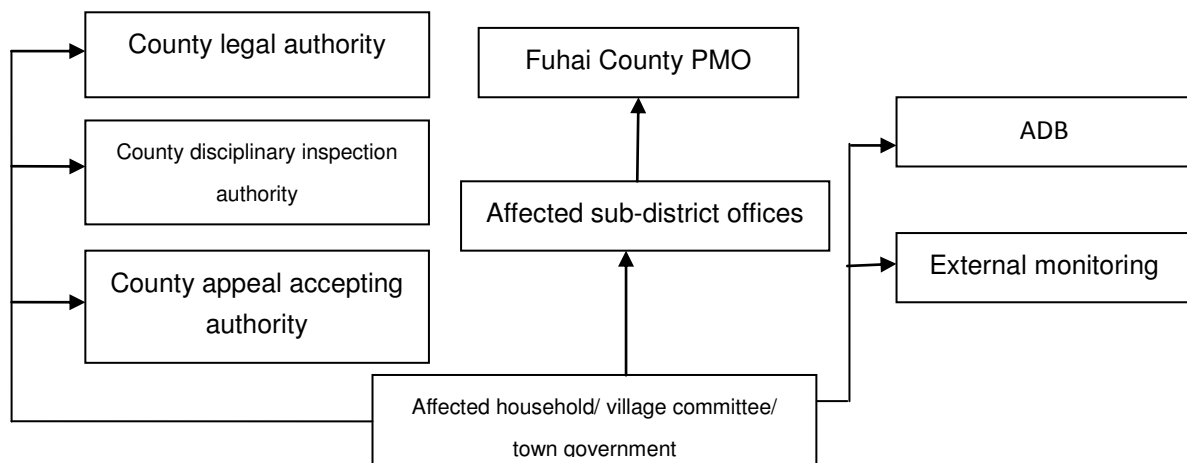 County legal authority
County disciplinary inspection
authority
County appeal accepting
authority
Fuhai County PMO
Affected sub-district offices
ADB
External monitoring
Affected household/ village committee/
town government